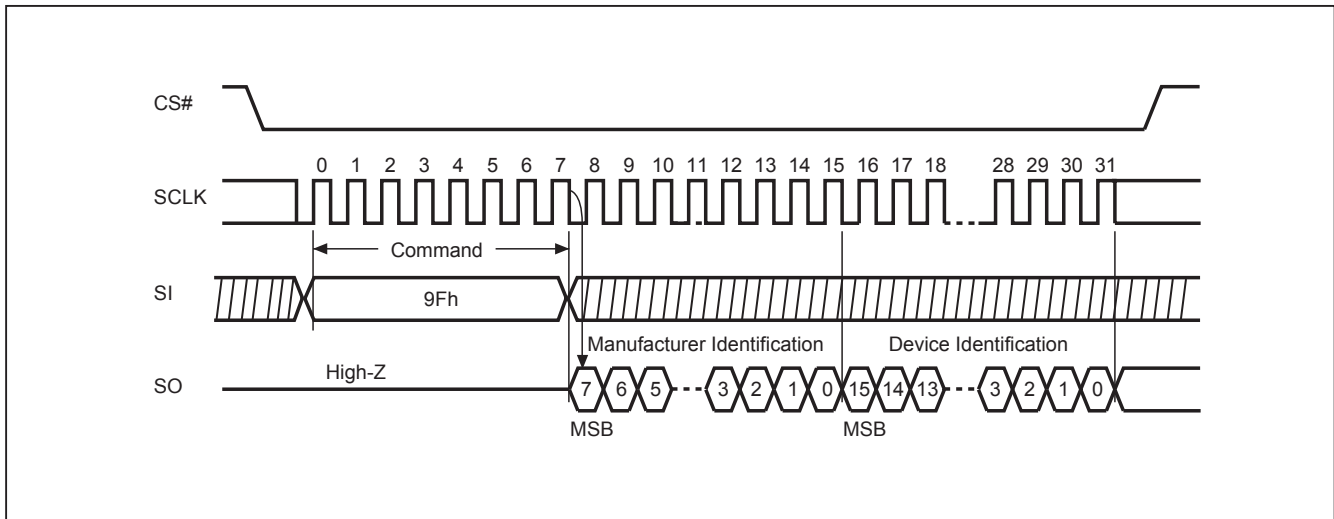 CS#
0 1 2 3 4 5 6 7 8 9 10 11 12 13 14 15 16 17 18 28 29 30 31
SCLK
Command
SI
9Fh
Manufacturer Identification Device Identification
High-Z
SO
7 6 5 3 2 1 0 15 14 13 3 2 1 0
MSB MSB